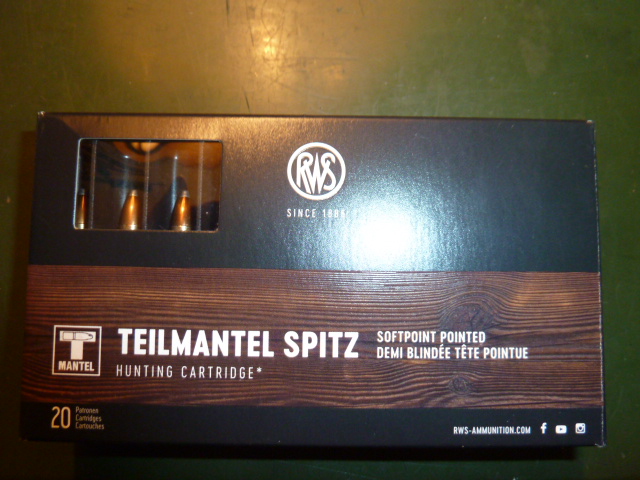 RWS
SINCE 1886
TEILMANTEL SPITZ
SOFTPOINT POINTED
DEMI BLINDÉE TÊTE POINTUE
T
MANTEL
HUNTING CARTRIDGE*
20
Patronen
Cartridges
Cartouches
RWS-AMMUNITION.COM